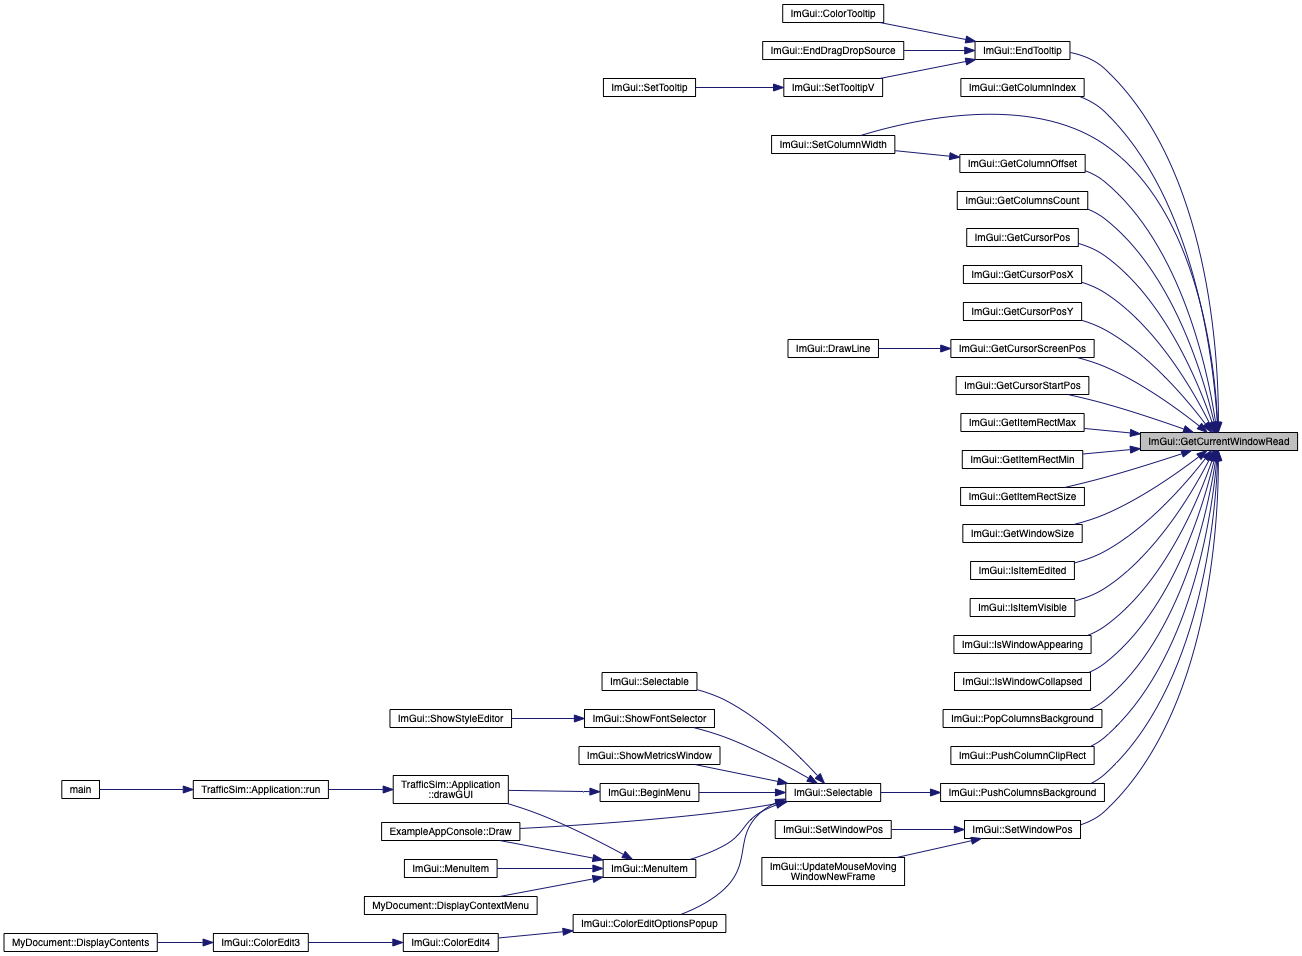 ImGui::ColorTooltip
ImGui::EndDragDropSource
ImGui::EndTooltip
ImGui::SetTooltip
ImGui::SetTooltipV
ImGui::GetColumnIndex
ImGui::SetColumnWidth
ImGui::GetColumnOffset
ImGui::GetColumnsCount
ImGui::GetCursorPos
ImGui::GetCursorPosX
ImGui::GetCursorPosY
ImGui::DrawLine
ImGui::GetCursorScreenPos
ImGui::GetCursorStartPos
ImGui::GetItemRectMax
ImGui::GetCurrentWindowRead
ImGui::GetItemRectMin
ImGui::GetItemRectSize
ImGui::GetWindowSize
ImGui::IsItemEdited
ImGui::IsItemVisible
ImGui::IsWindowAppearing
ImGui::IsWindowCollapsed
ImGui::Selectable
ImGui::ShowStyleEditor
ImGui::ShowFontSelector
ImGui::PopColumnsBackground
ImGui::ShowMetricsWindow
ImGui::PushColumnClipRect
main
TrafficSim::Application::run
TrafficSim::Application
::drawGUI
ImGui::BeginMenu
ImGui::Selectable
ImGui::PushColumnsBackground
ExampleAppConsole::Draw
ImGui::SetWindowPos
ImGui::SetWindowPos
ImGui::MenuItem
ImGui::MenuItem
ImGui::UpdateMouseMoving
WindowNewFrame
MyDocument::DisplayContextMenu
ImGui::ColorEditOptionsPopup
MyDocument::DisplayContents
ImGui::ColorEdit3
ImGui::ColorEdit4